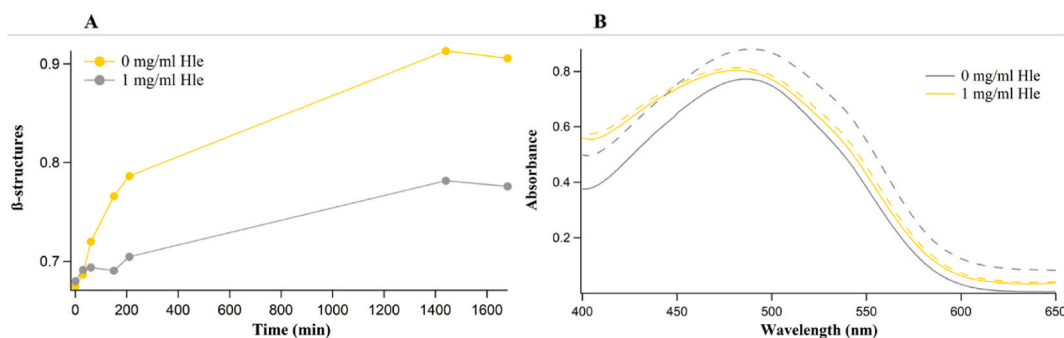 A
0 mg/ml Hle
1 mg/ml Hle
0.9
0.8
0.7
ß-structures
0 200 400 600 800 1000 1200 1400 1600
Time (min)
B
0 mg/ml Hle
1 mg/ml Hle
0.8
0.6
0.4
0.2
Absorbance
400 450 500 550 600 650
Wavelength (nm)